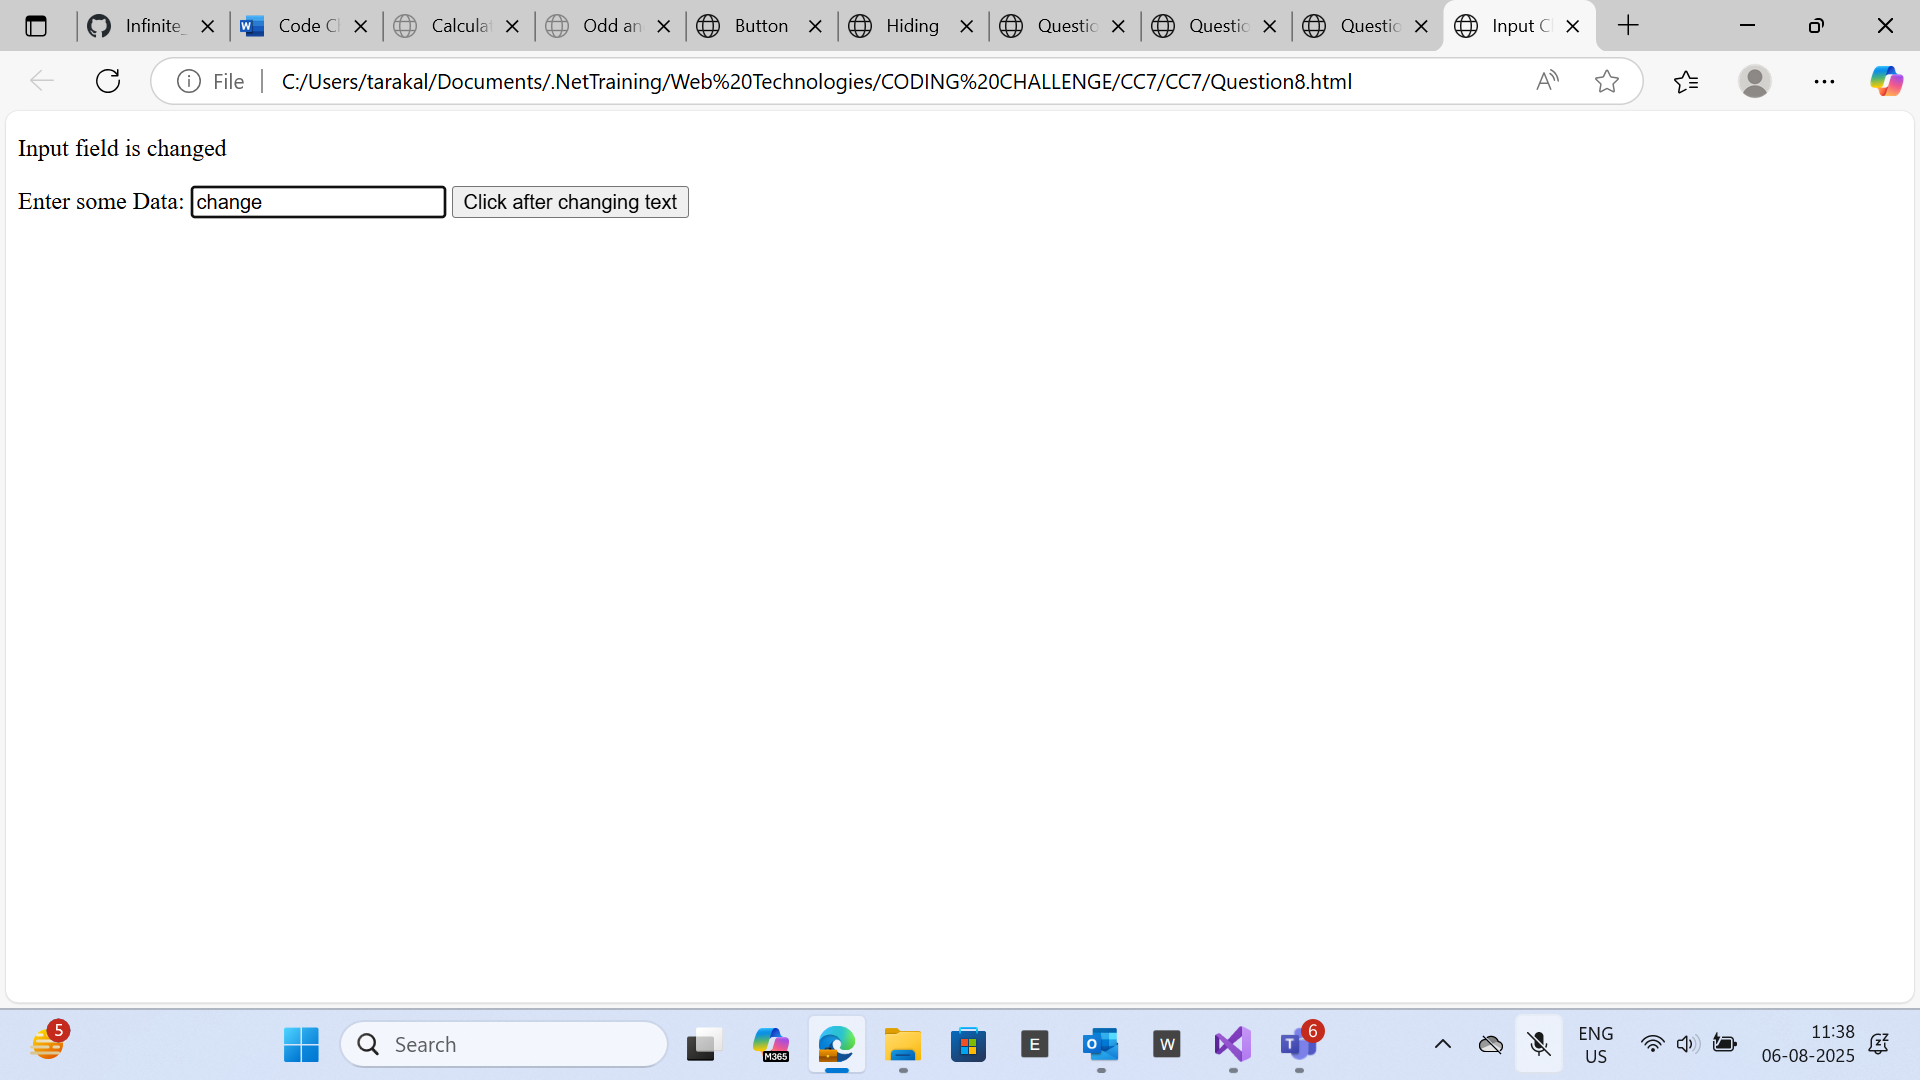 Infinite_ Code Cl Calculat Odd an Button Hiding Questio Questio Questio Input Cl
File C:/Users/tarakal/Documents/.NetTraining/Web%20Technologies/CODING%20CHALLENGE/CC7/CC7/Question8.html
Input field is changed
Enter some Data: change Click after changing text
5 Search M365 E W 6 ENG 11:38
US 06-08-2025